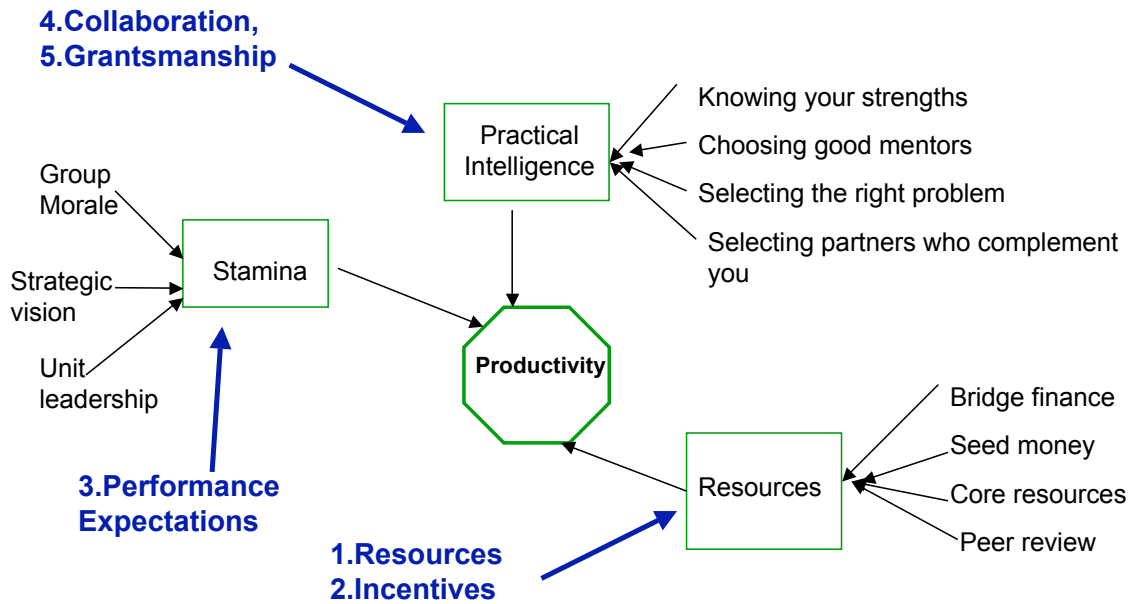 4.Collaboration,
5.Grantsmanship
Practical
Intelligence
Knowing your strengths
Choosing good mentors
Selecting the right problem
Selecting partners who complement
you
Group
Morale
Strategic
vision
Unit
leadership
Stamina
Productivity
3.Performance
Expectations
Resources
Bridge finance
Seed money
Core resources
Peer review
1.Resources
2.Incentives